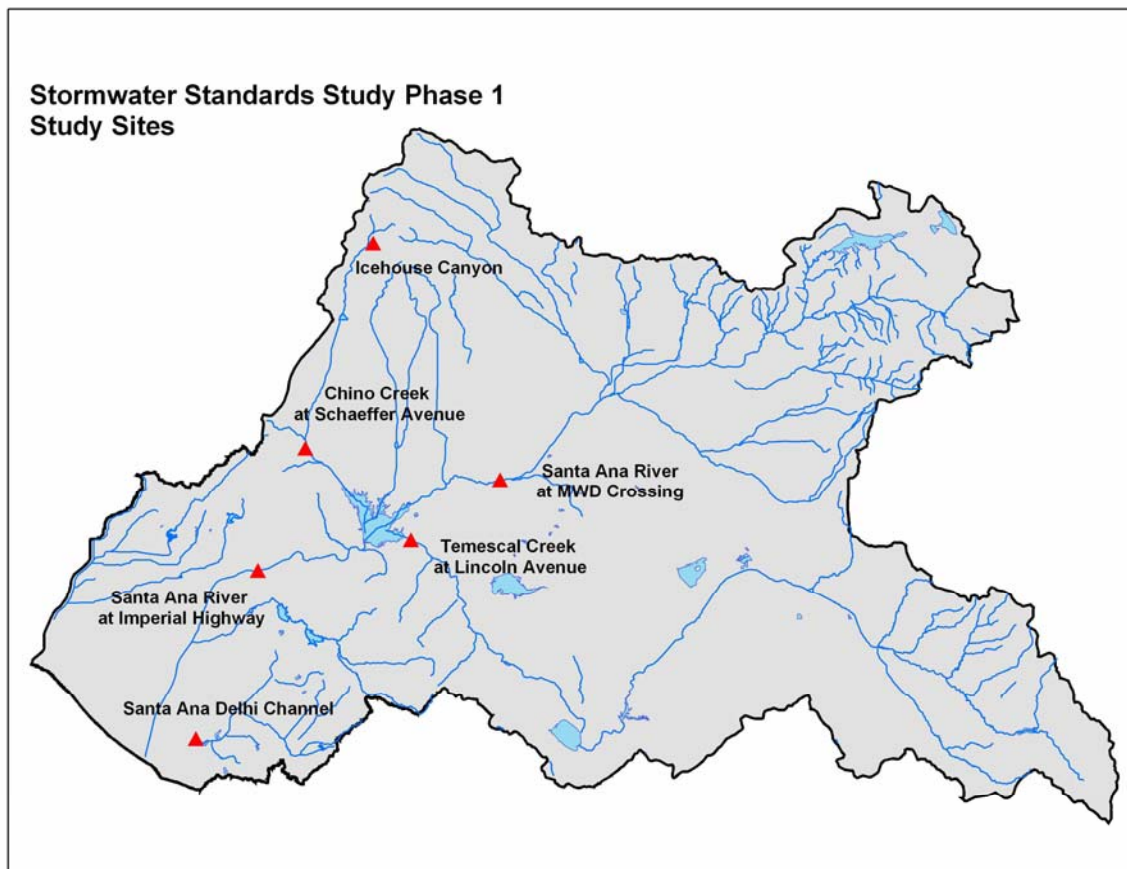 Stormwater Standards Study Phase 1
Study Sites
Icehouse Canyon
Chino Creek
at Schaeffer Avenue
Santa Ana River
at MWD Crossing
Temescal Creek
at Lincoln Avenue
Santa Ana River
at Imperial Highway
Santa Ana Delhi Channel